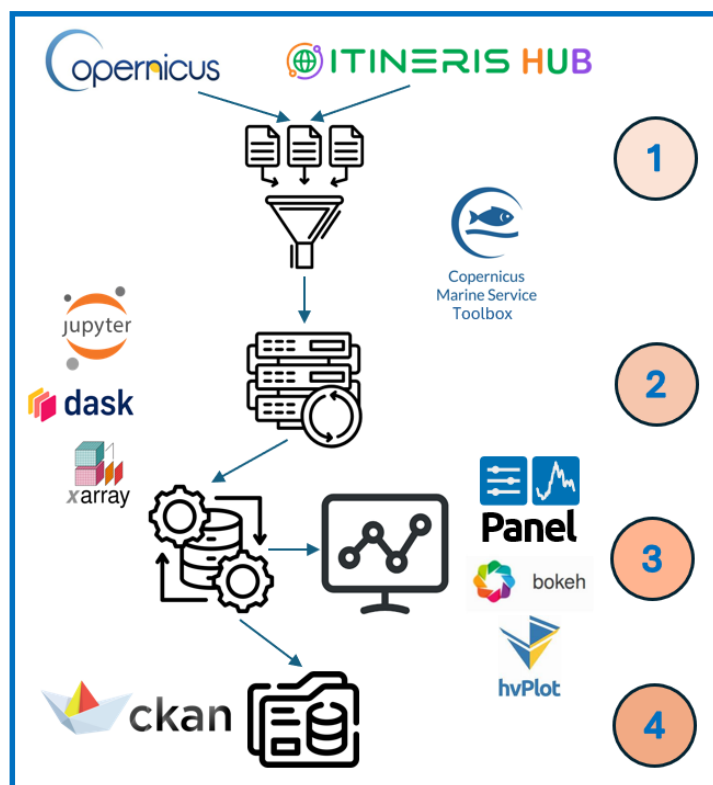 opernicus
ITINERIS HUB
1
Copernicus
Marine Service
Toolbox
jupyter
2
dask
xarray
Panel
3
bokeh
hvPlot
ckan
4